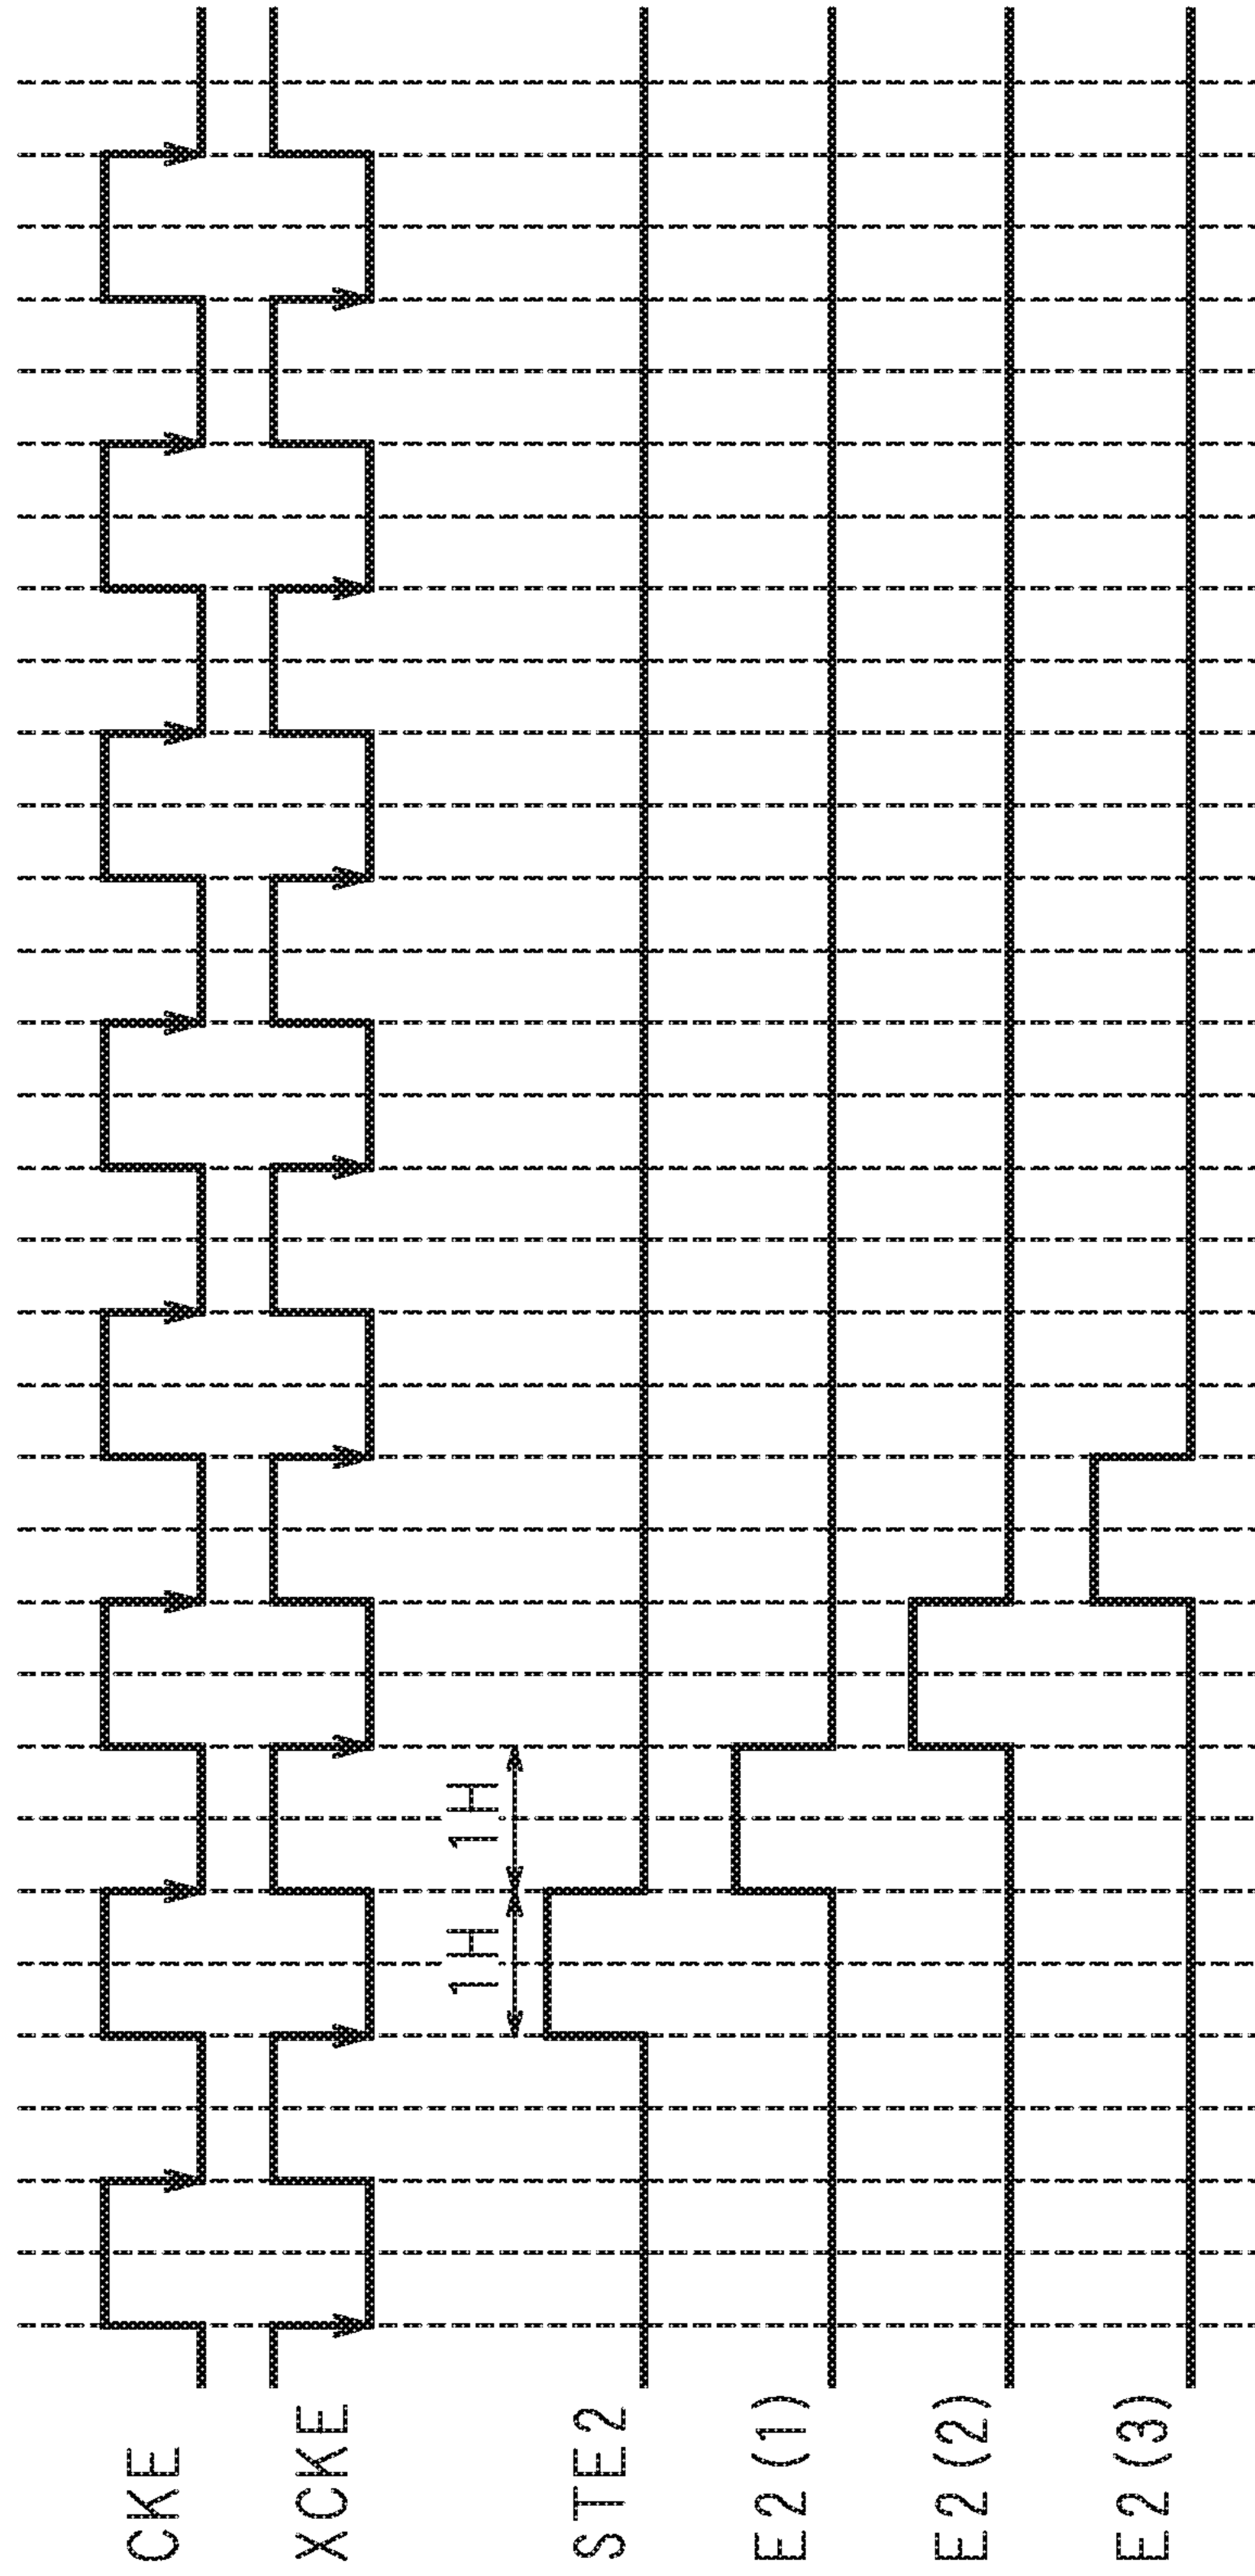 CKE
XCKE
1H 1H
STE2
E2(1)
E2(2)
E2(3)